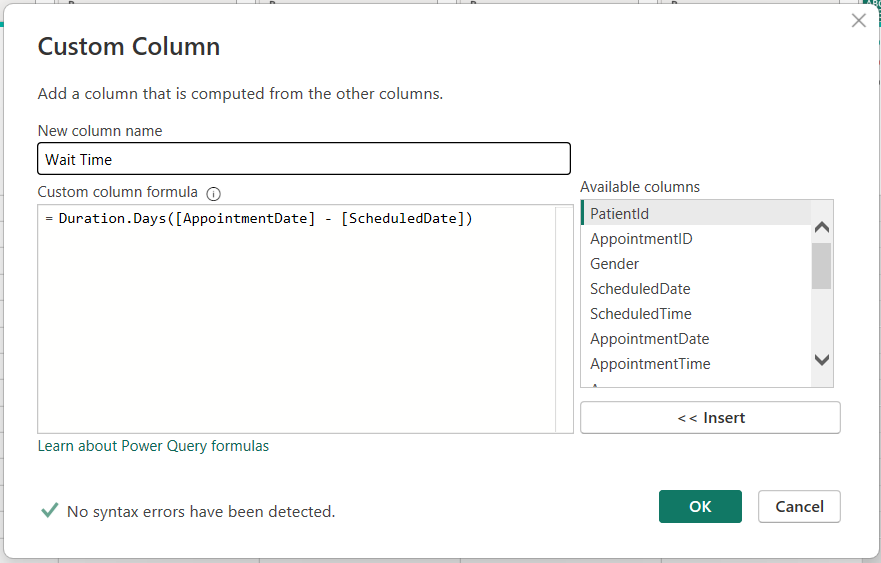 Custom Column
Add a column that is computed from the other columns.
New column name
Wait Time
Custom column formula
= Duration.Days([AppointmentDate] - [ScheduledDate])
Available columns
PatientId
AppointmentID
Gender
ScheduledDate
ScheduledTime
AppointmentDate
AppointmentTime
<< Insert
Learn about Power Query formulas
No syntax errors have been detected.
OK
Cancel